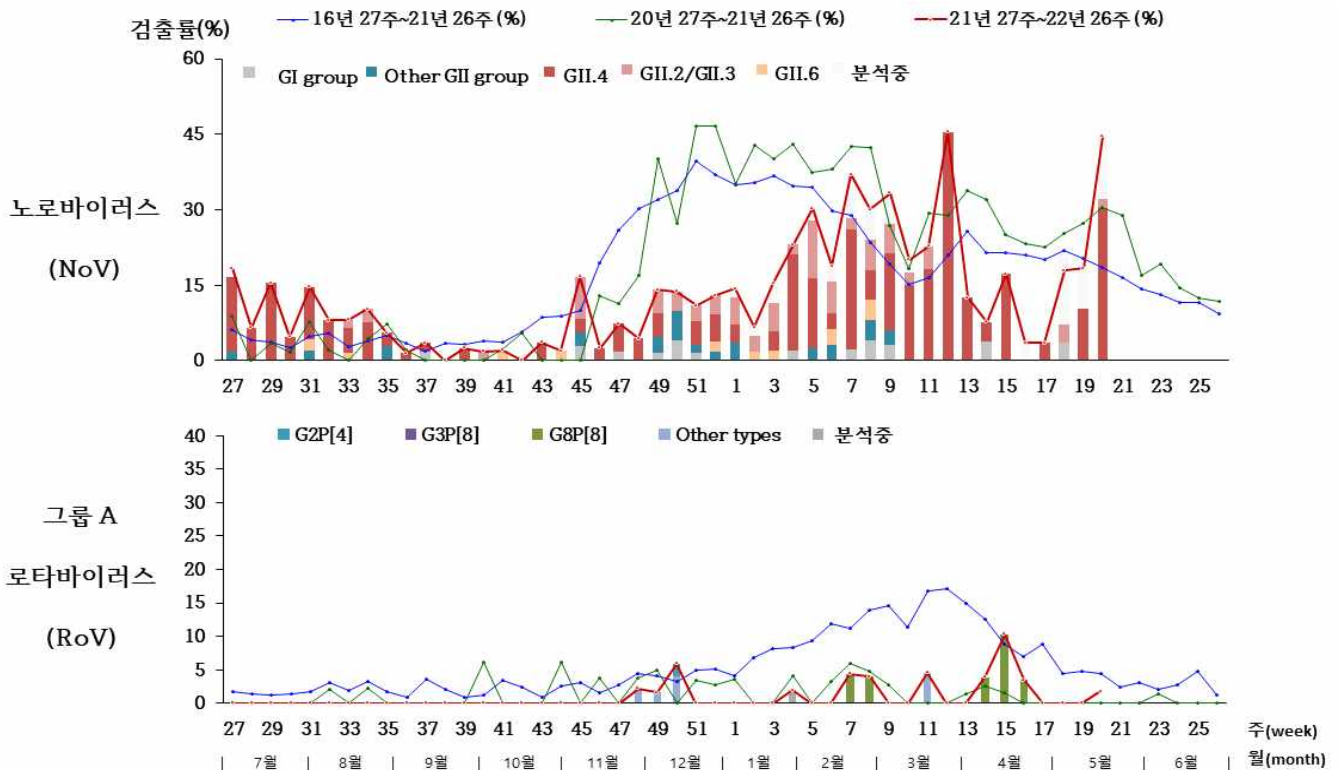 16년 27주~21년 26주 (%) 20년 27주~21년 26주 (%) 21년 27주~22년 26주 (%)
검출률(%)
GI group Other GII group GII.4 GII.2/GII.3 GII.6 분석중
60
45
30
15
0
노로바이러스
(NoV)
27 29 31 33 35 37 39 41 43 45 47 49 51 1 3 5 7 9 11 13 15 17 19 21 23 25
G2P[4] G3P[8] G8P[8] Other types 분석중
40
35
30
25
20
15
10
5
0
그룹 A
로타바이러스
(RoV)
27 29 31 33 35 37 39 41 43 45 47 49 51 1 3 5 7 9 11 13 15 17 19 21 23 25 주(week)
7월 8월 9월 10월 11월 12월 1월 2월 3월 4월 5월 6월 월(month)